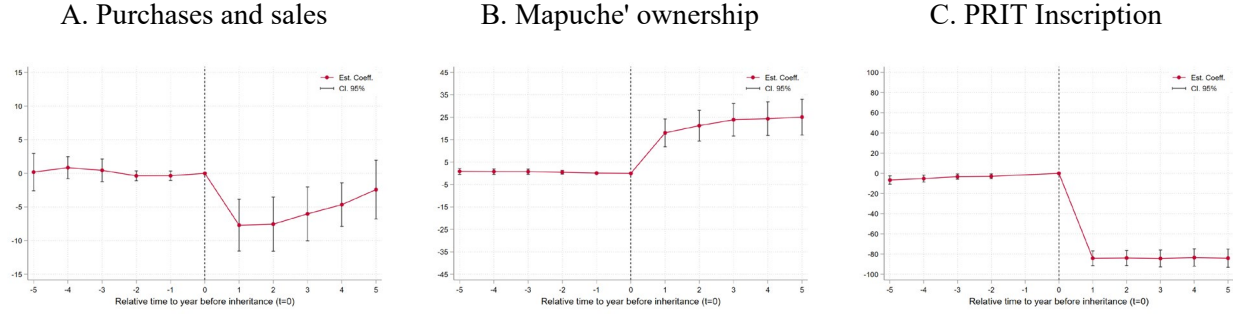 A. Purchases and sales
B. Mapuche' ownership
C. PRIT Inscription
15
10
5
0
-5
-10
-15
-5 -4 -3 -2 -1 0 1 2 3 4 5
Relative time to year before inheritance (t=0)
Est. Coeff.
CI. 95%
45
35
25
15
5
-5
-15
-25
-35
-45
-5 -4 -3 -2 -1 0 1 2 3 4 5
Relative time to year before inheritance (t=0)
Est. Coeff.
CI. 95%
100
80
60
40
20
0
-20
-40
-60
-80
-100
-5 -4 -3 -2 -1 0 1 2 3 4 5
Relative time to year before inheritance (t=0)
Est. Coeff.
CI. 95%